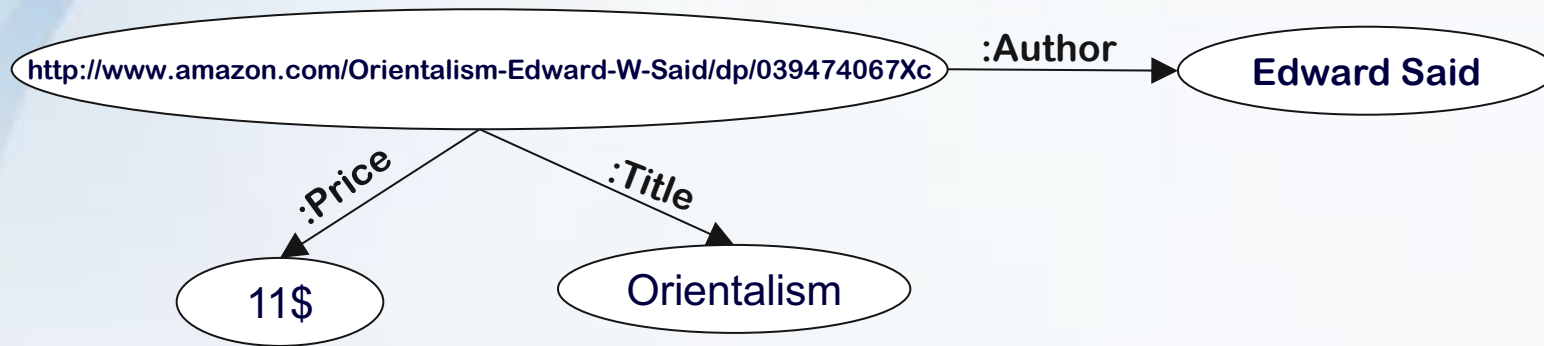 http://www.amazon.com/Orientalism-Edward-W-Said/dp/039474067Xc
:Author
Edward Said
:Price
:Title
11$
Orientalism